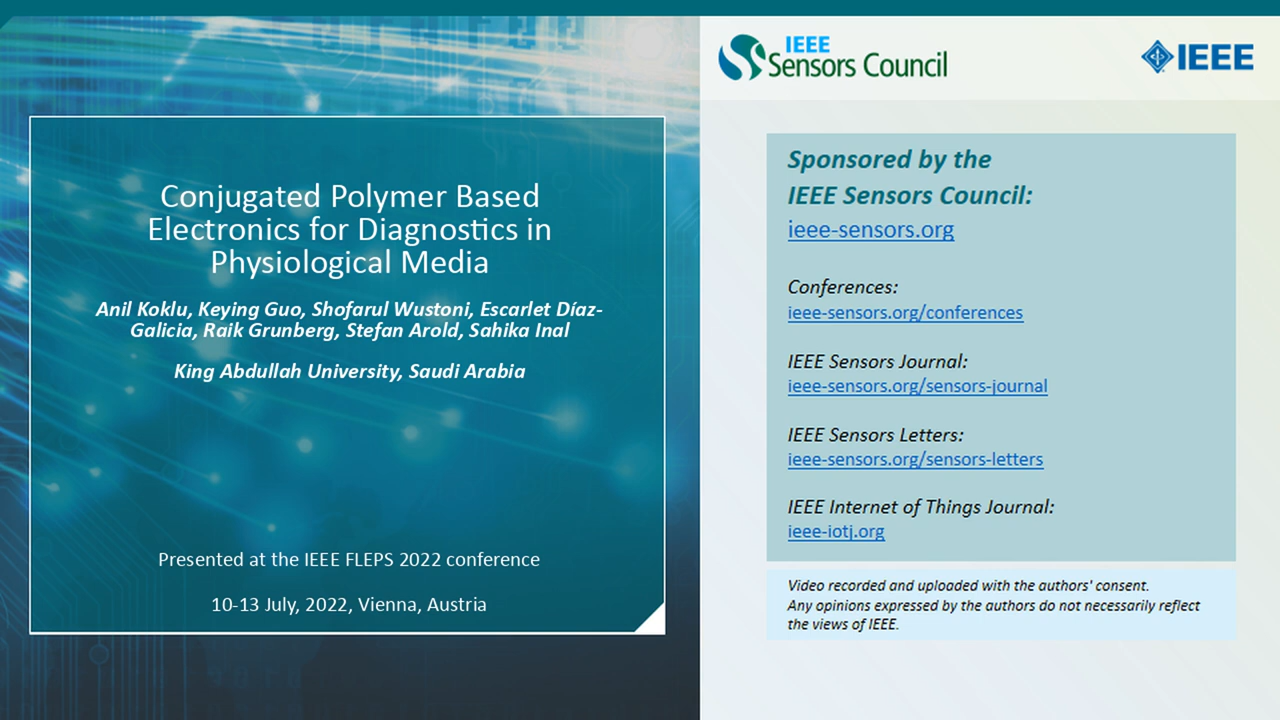 Conjugated Polymer Based
Electronics for Diagnostics in
Physiological Media
Anil Koklu, Keying Guo, Shofarul Wustoni, Escarlet Díaz-
Galicia, Raik Grunberg, Stefan Arold, Sahika Inal
King Abdullah University, Saudi Arabia
Presented at the IEEE FLEPS 2022 conference
10-13 July, 2022, Vienna, Austria
IEEE
Sensors Council
IEEE
Sponsored by the
IEEE Sensors Council:
ieee-sensors.org
Conferences:
ieee-sensors.org/conferences
IEEE Sensors Journal:
ieee-sensors.org/sensors-journal
IEEE Sensors Letters:
ieee-sensors.org/sensors-letters
IEEE Internet of Things Journal:
ieee-iotj.org
Video recorded and uploaded with the authors' consent.
Any opinions expressed by the authors do not necessarily reflect
the views of IEEE.